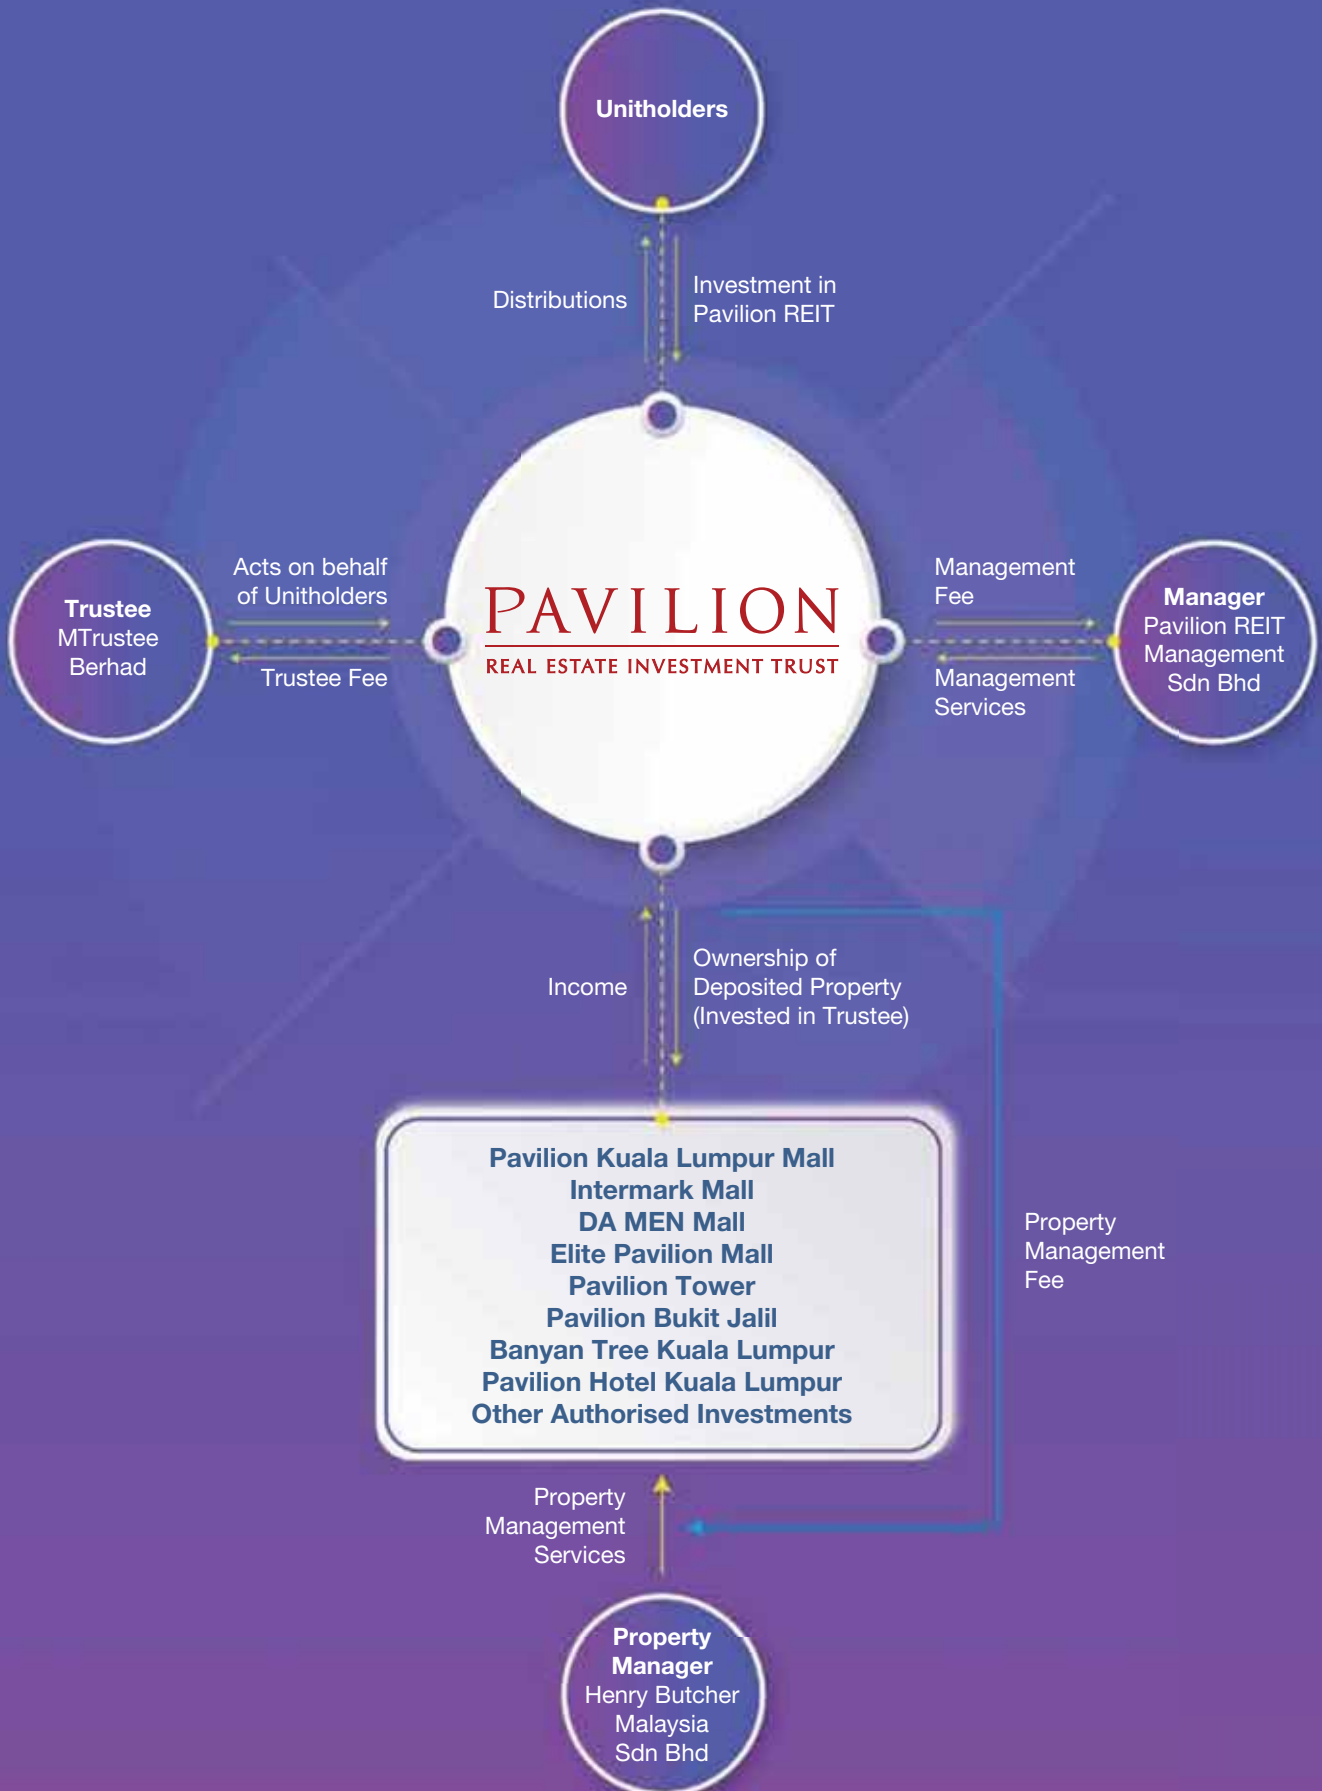 Unitholders
Distributions
Investment in
Pavilion REIT
Acts on behalf
of Unitholders
Trustee Fee
Trustee
MTrustee
Berhad
PAVILION
REAL ESTATE INVESTMENT TRUST
Management
Fee
Management
Services
Manager
Pavilion REIT
Management
Sdn Bhd
Income
Ownership of
Deposited Property
(Invested in Trustee)
Pavilion Kuala Lumpur Mall
Intermark Mall
DA MEN Mall
Elite Pavilion Mall
Pavilion Tower
Pavilion Bukit Jalil
Banyan Tree Kuala Lumpur
Pavilion Hotel Kuala Lumpur
Other Authorised Investments
Property
Management
Fee
Property
Management
Services
Property
Manager
Henry Butcher
Malaysia
Sdn Bhd